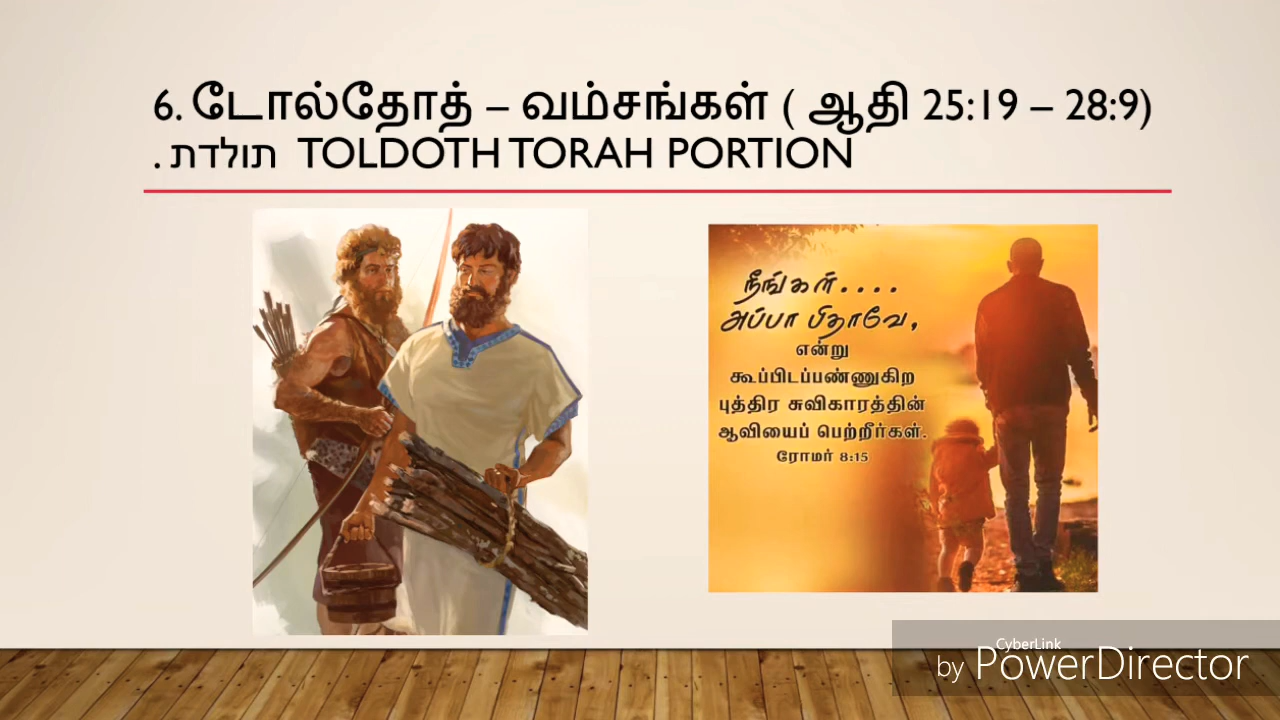 6. டோல்தோத் – வம்சங்கள் ( ஆதி 25:19 – 28:9)
. תולדת TOLDOTH TORAH PORTION
நீங்கள்....
அப்பா பிதாவே,
என்று
கூப்பிடப்பண்ணுகிற
புத்திர சுவிகாரத்தின்
ஆவியைப் பெற்றீர்கள்.
ரோமர் 8:15
CyberLink
by PowerDirector